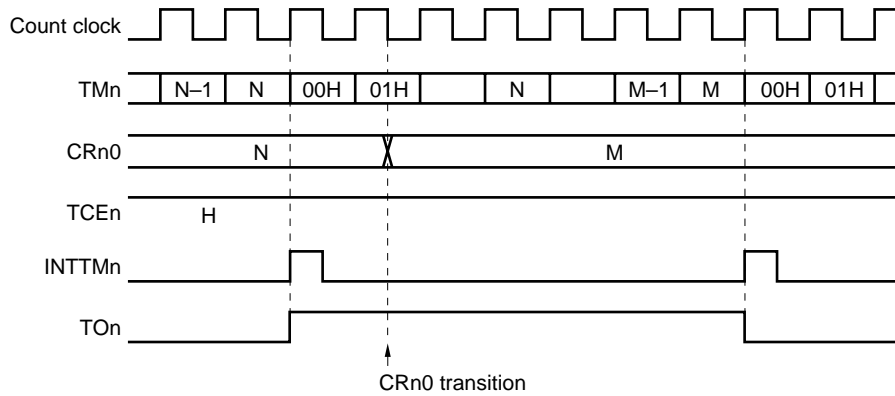 Count clock
TMn N–1 N 00H 01H N M–1 M 00H 01H
CRn0 N M
TCEn H
INTTMn
TOn
CRn0 transition